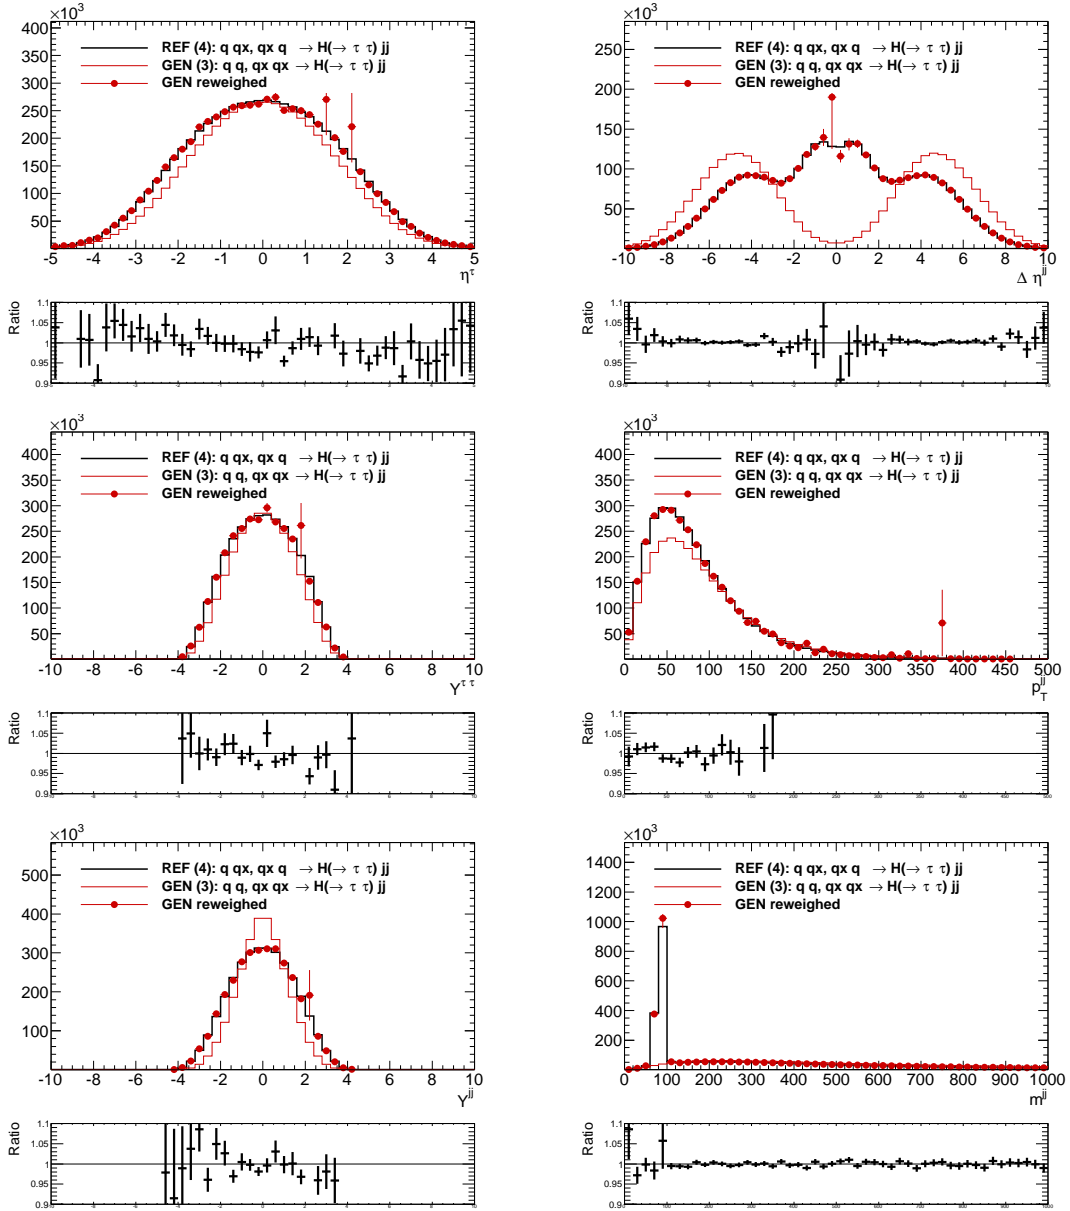 ×10³
400
350
300
250
200
150
100
50
REF (4): q qx, qx q → H(→ τ τ) jj
GEN (3): q q, qx qx → H(→ τ τ) jj
GEN reweighed
-5 -4 -3 -2 -1 0 1 2 3 4 5
η^τ
×10³
250
200
150
100
50
REF (4): q qx, qx q → H(→ τ τ) jj
GEN (3): q q, qx qx → H(→ τ τ) jj
GEN reweighed
-10 -8 -6 -4 -2 0 2 4 6 8 10
Δ η^jj
Ratio
1.1
1.05
1
0.95
0.9
Ratio
1.1
1.05
1
0.95
0.9
×10³
400
350
300
250
200
150
100
50
REF (4): q qx, qx q → H(→ τ τ) jj
GEN (3): q q, qx qx → H(→ τ τ) jj
GEN reweighed
-10 -8 -6 -4 -2 0 2 4 6 8 10
Y^τ τ
×10³
400
350
300
250
200
150
100
50
REF (4): q qx, qx q → H(→ τ τ) jj
GEN (3): q q, qx qx → H(→ τ τ) jj
GEN reweighed
0 50 100 150 200 250 300 350 400 450 500
p_T^jj
Ratio
1.1
1.05
1
0.95
0.9
Ratio
1.1
1.05
1
0.95
0.9
×10³
500
400
300
200
100
REF (4): q qx, qx q → H(→ τ τ) jj
GEN (3): q q, qx qx → H(→ τ τ) jj
GEN reweighed
-10 -8 -6 -4 -2 0 2 4 6 8 10
Y^jj
×10³
1400
1200
1000
800
600
400
200
REF (4): q qx, qx q → H(→ τ τ) jj
GEN (3): q q, qx qx → H(→ τ τ) jj
GEN reweighed
0 100 200 300 400 500 600 700 800 900 1000
m^jj
Ratio
1.1
1.05
1
0.95
0.9
Ratio
1.1
1.05
1
0.95
0.9